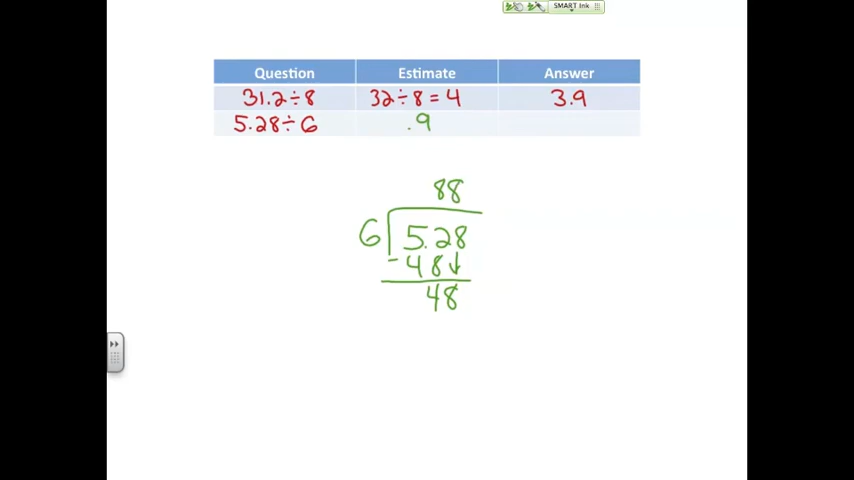 SMART Ink
Question Estimate Answer
31.2÷8 32÷8=4 3.9
5.28÷6 .9
88
6 5.28
-48↓
48